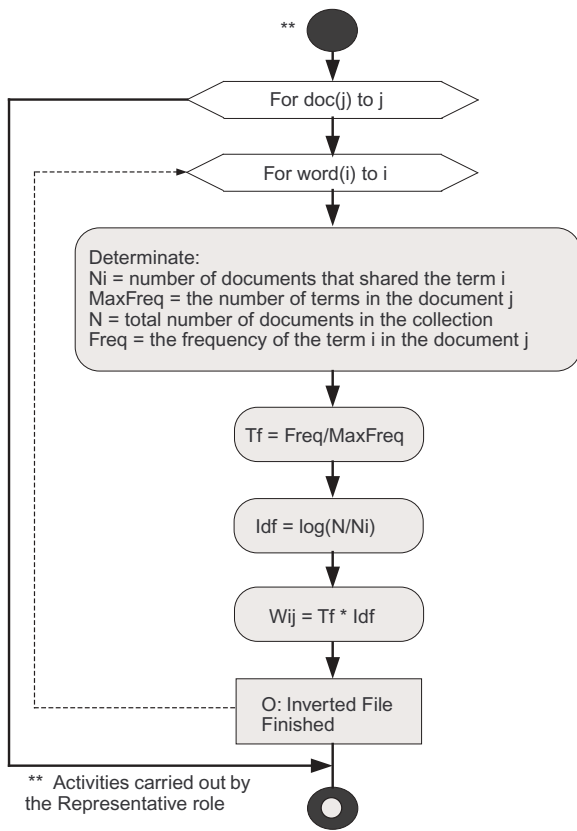 **
For doc(j) to j
For word(i) to i
Determinate:
Ni = number of documents that shared the term i
MaxFreq = the number of terms in the document j
N = total number of documents in the collection
Freq = the frequency of the term i in the document j
Tf = Freq/MaxFreq
Idf = log(N/Ni)
Wij = Tf * Idf
O: Inverted File
Finished
** Activities carried out by
the Representative role